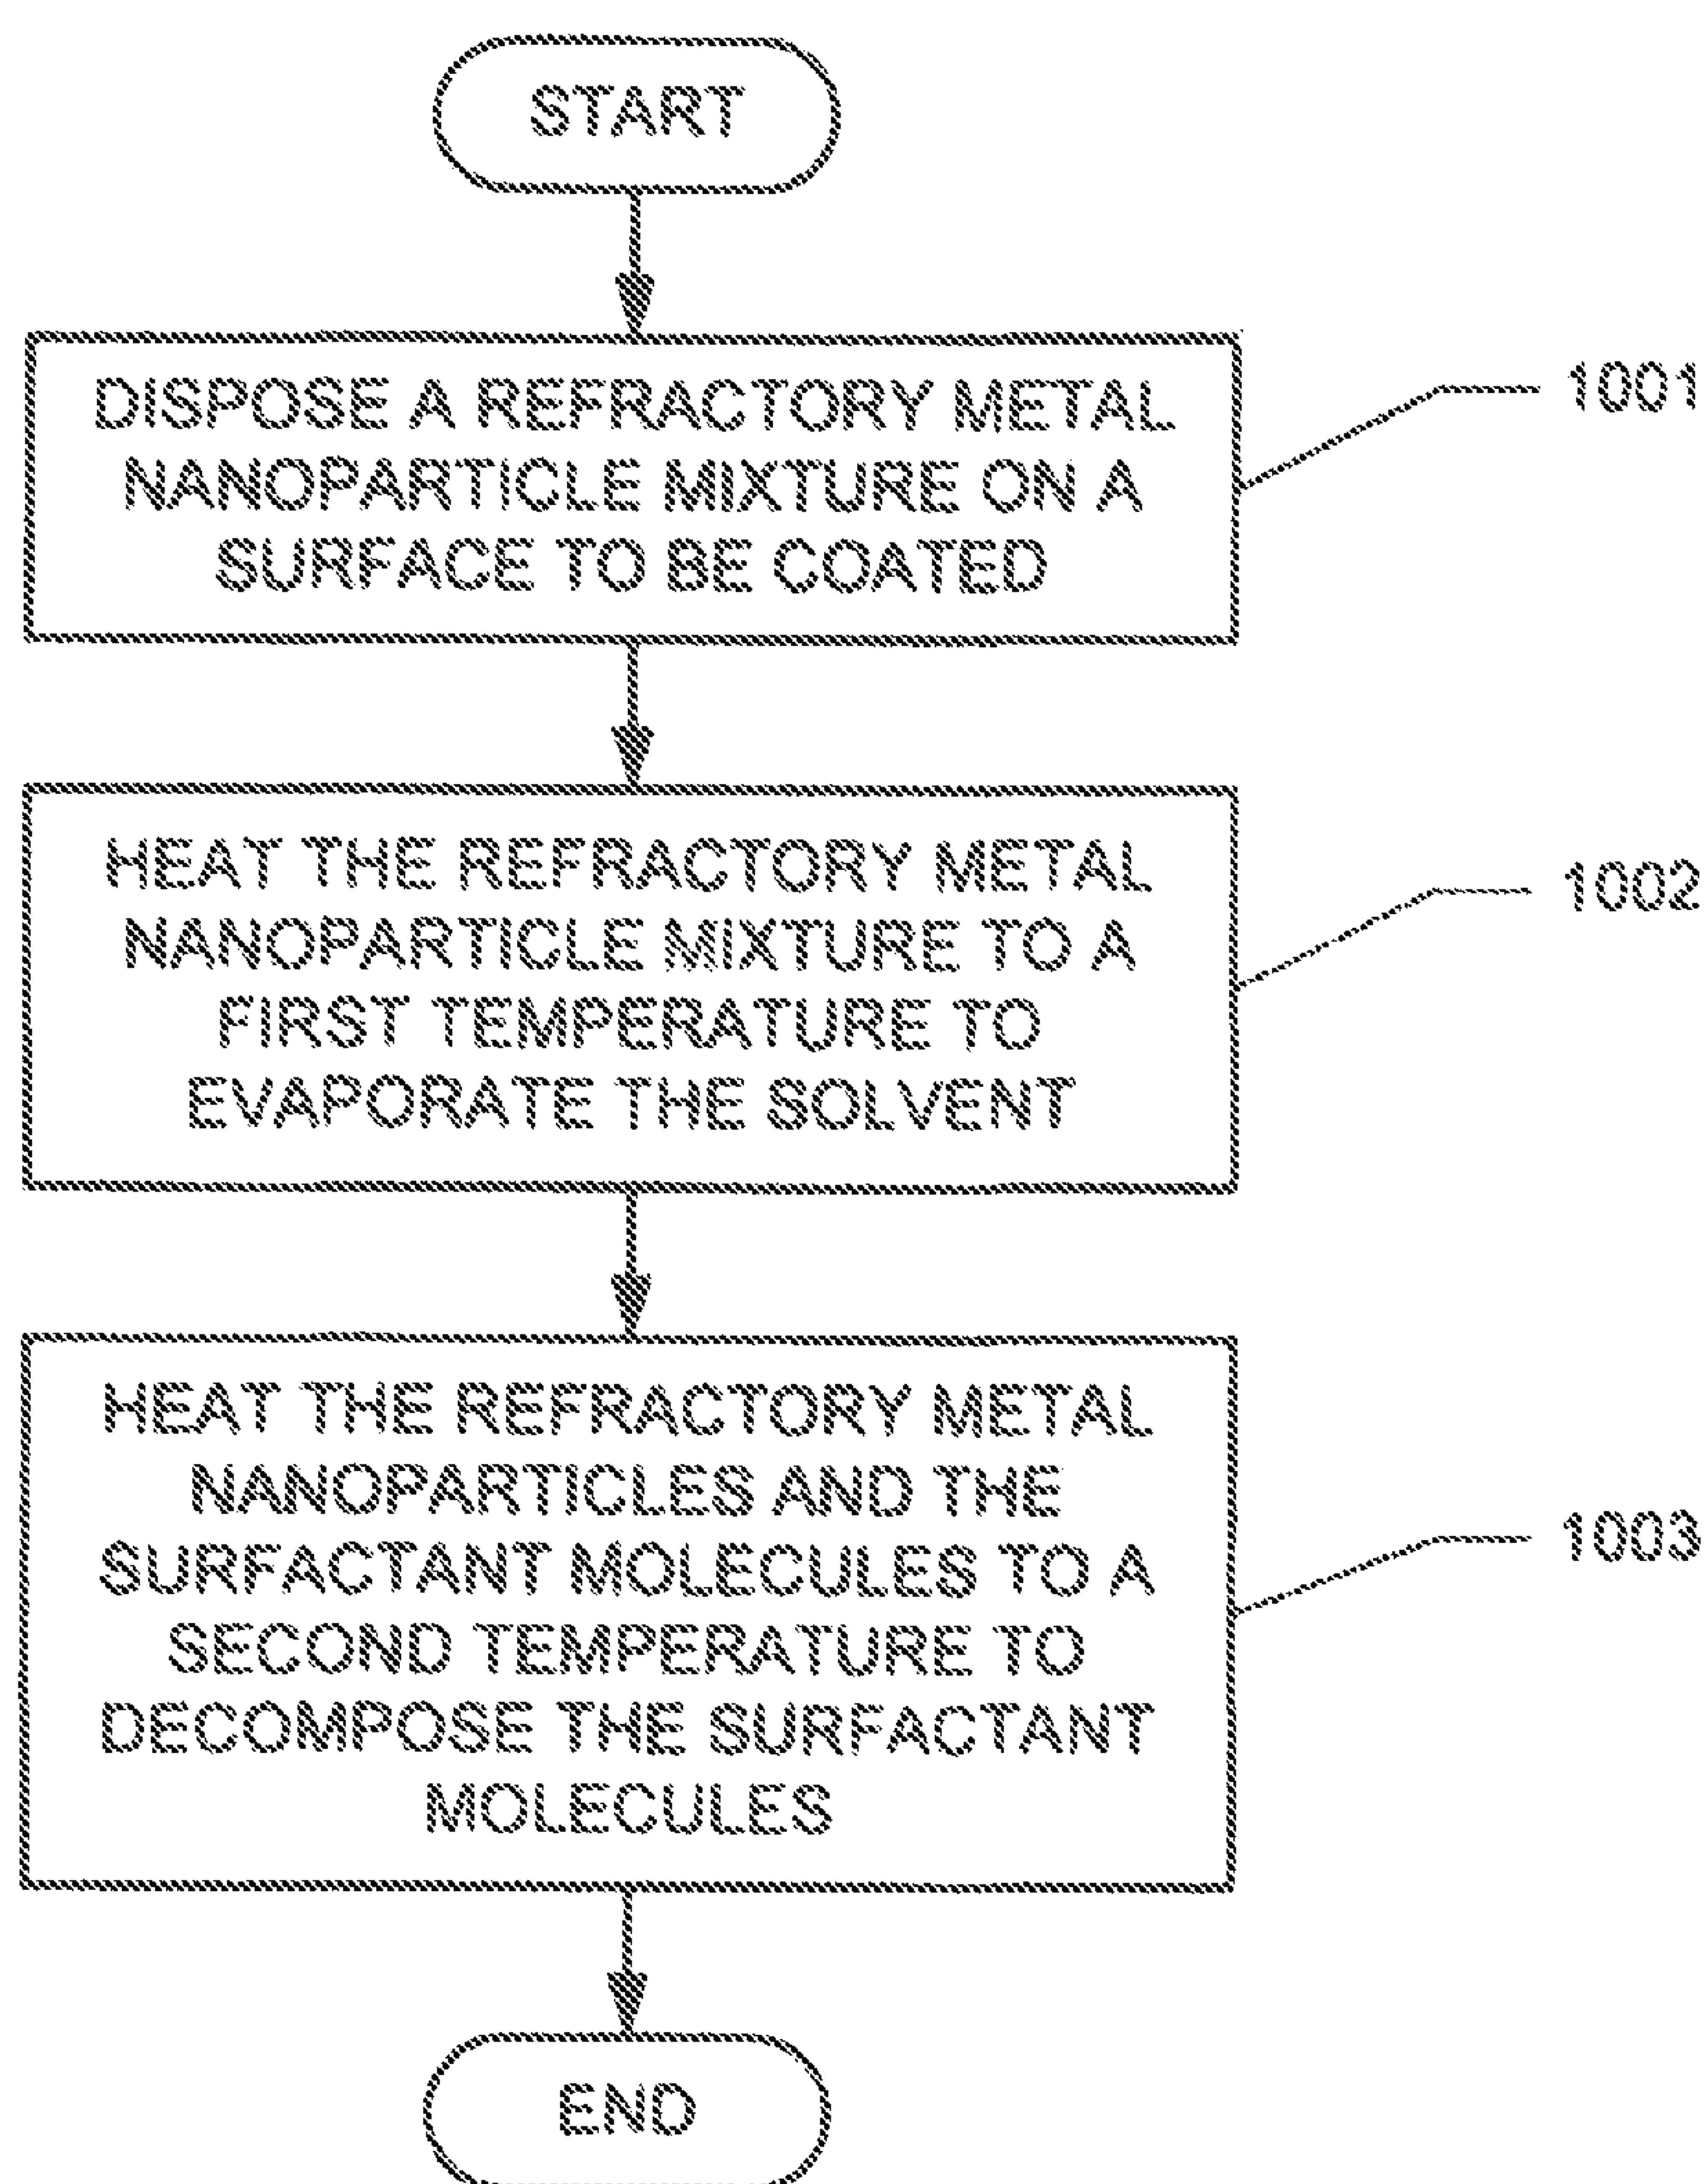 START
DISPOSE A REFRACTORY METAL
NANOPARTICLE MIXTURE ON A
SURFACE TO BE COATED
1001
HEAT THE REFRACTORY METAL
NANOPARTICLE MIXTURE TO A
FIRST TEMPERATURE TO
EVAPORATE THE SOLVENT
1002
HEAT THE REFRACTORY METAL
NANOPARTICLES AND THE
SURFACTANT MOLECULES TO A
SECOND TEMPERATURE TO
DECOMPOSE THE SURFACTANT
MOLECULES
1003
END